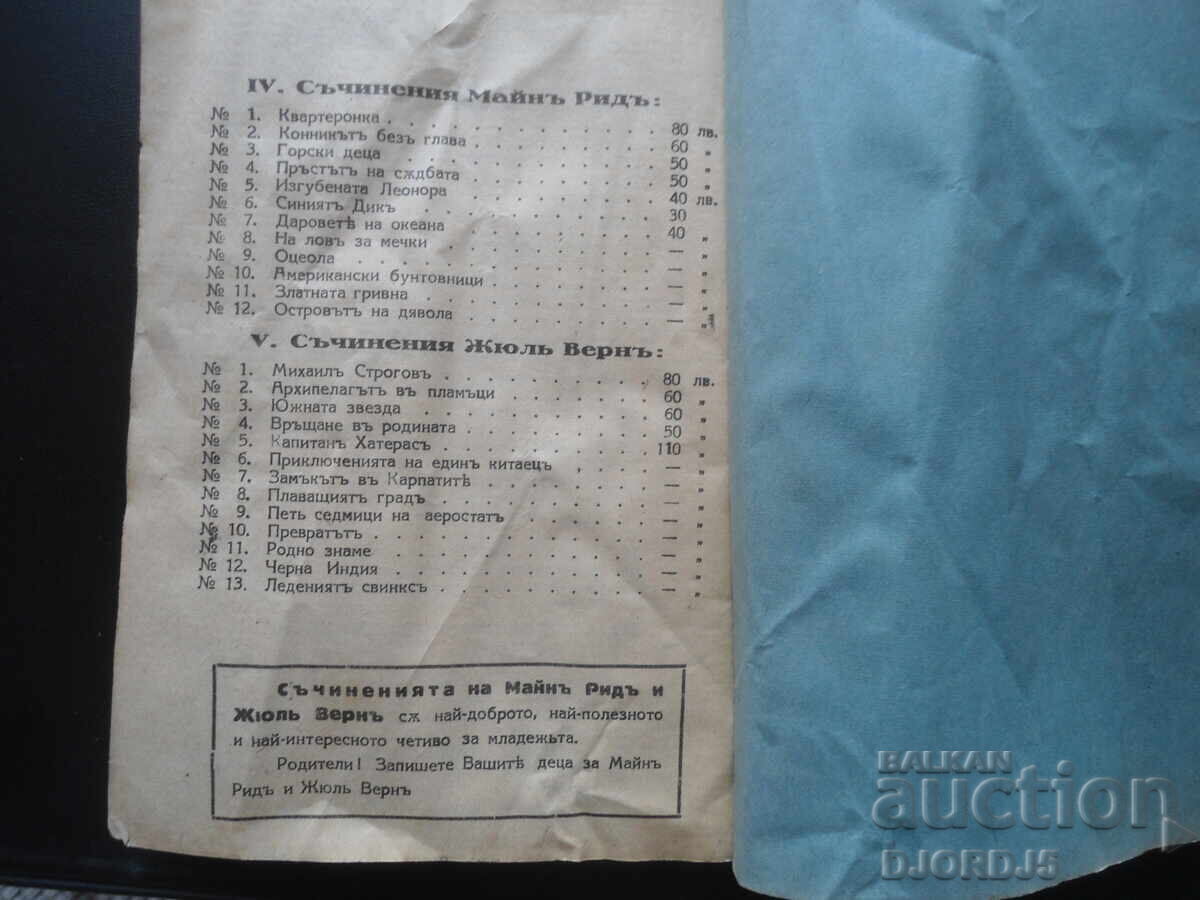 IV. Съчинения Майнъ Ридъ:
№ 1. Квартеронка . . . . . . . . . . . 80 лв.
№ 2. Конникътъ безъ глава . . . . . . . . 60 „
№ 3. Горски деца . . . . . . . . . . 50 „
№ 4. Пръстътъ на сѫдбата . . . . . . . . 50 „
№ 5. Изгубената Леонора . . . . . . . . 40 лв.
№ 6. Синиятъ Дикъ . . . . . . . . . . 30
№ 7. Дароветѣ на океана . . . . . . . . 40 „
№ 8. На ловъ за мечки . . . . . . . . . — „
№ 9. Оцеола . . . . . . . . . . . — „
№ 10. Американски бунтовници . . . . . . . — „
№ 11. Златната гривна . . . . . . . . . — „
№ 12. Островътъ на дявола . . . . . . . . — „
V. Съчинения Жюль Вернъ:
№ 1. Михаилъ Строговъ . . . . . . . . . 80 лв.
№ 2. Архипелагътъ въ пламъци . . . . . . . 60 „
№ 3. Южната звезда . . . . . . . . . . 60 „
№ 4. Връщане въ родината . . . . . . . . 50 „
№ 5. Капитанъ Хатерасъ . . . . . . . . . 110 „
№ 6. Приключенията на единъ китаецъ . . . . . — „
№ 7. Замъкътъ въ Карпатитѣ . . . . . . . . — „
№ 8. Плаващиятъ градъ . . . . . . . . . — „
№ 9. Петь седмици на аеростатъ . . . . . . — „
№ 10. Превратътъ . . . . . . . . . . . — „
№ 11. Родно знаме . . . . . . . . . . — „
№ 12. Черна Индия . . . . . . . . . . — „
№ 13. Ледениятъ свинксъ . . . . . . . . . — „
Съчиненията на Майнъ Ридъ и
Жюль Вернъ сѫ най-доброто, най-полезното
и най-интересното четиво за младежьта.
Родители! Запишете Вашитѣ деца за Майнъ
Ридъ и Жюль Вернъ
BALKAN
auction
DJORDJ5